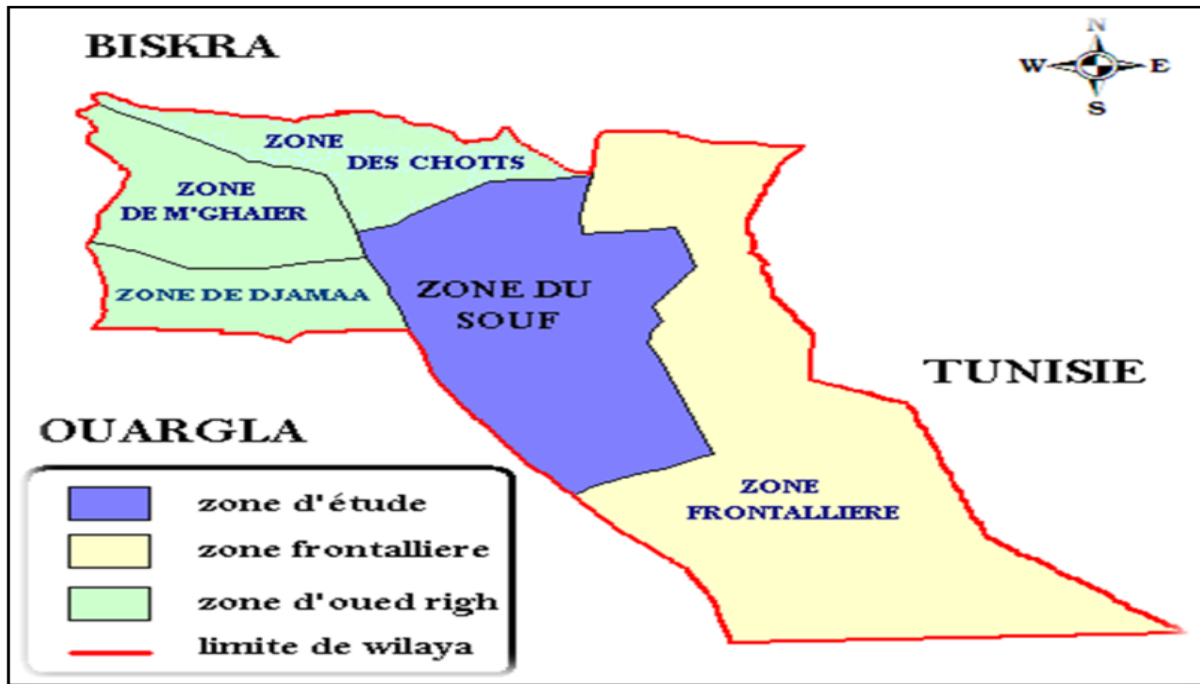 BISKRA
N
W E
S
ZONE
DES CHOTTS
ZONE
DE M'GHAIER
ZONE DE DJAMAA
ZONE DU
SOUF
TUNISIE
OUARGLA
ZONE
FRONTALLIERE
zone d'étude
zone frontalliere
zone d'oued righ
limite de wilaya